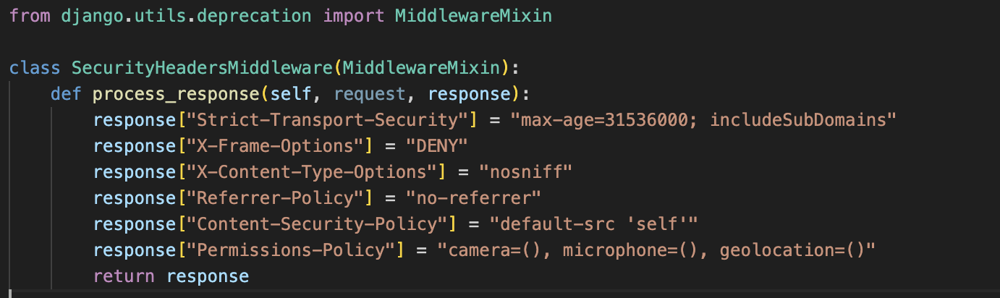 from django.utils.deprecation import MiddlewareMixin
class SecurityHeadersMiddleware(MiddlewareMixin):
def process_response(self, request, response):
response["Strict-Transport-Security"] = "max-age=31536000; includeSubDomains"
response["X-Frame-Options"] = "DENY"
response["X-Content-Type-Options"] = "nosniff"
response["Referrer-Policy"] = "no-referrer"
response["Content-Security-Policy"] = "default-src 'self'"
response["Permissions-Policy"] = "camera=(), microphone=(), geolocation=()"
return response